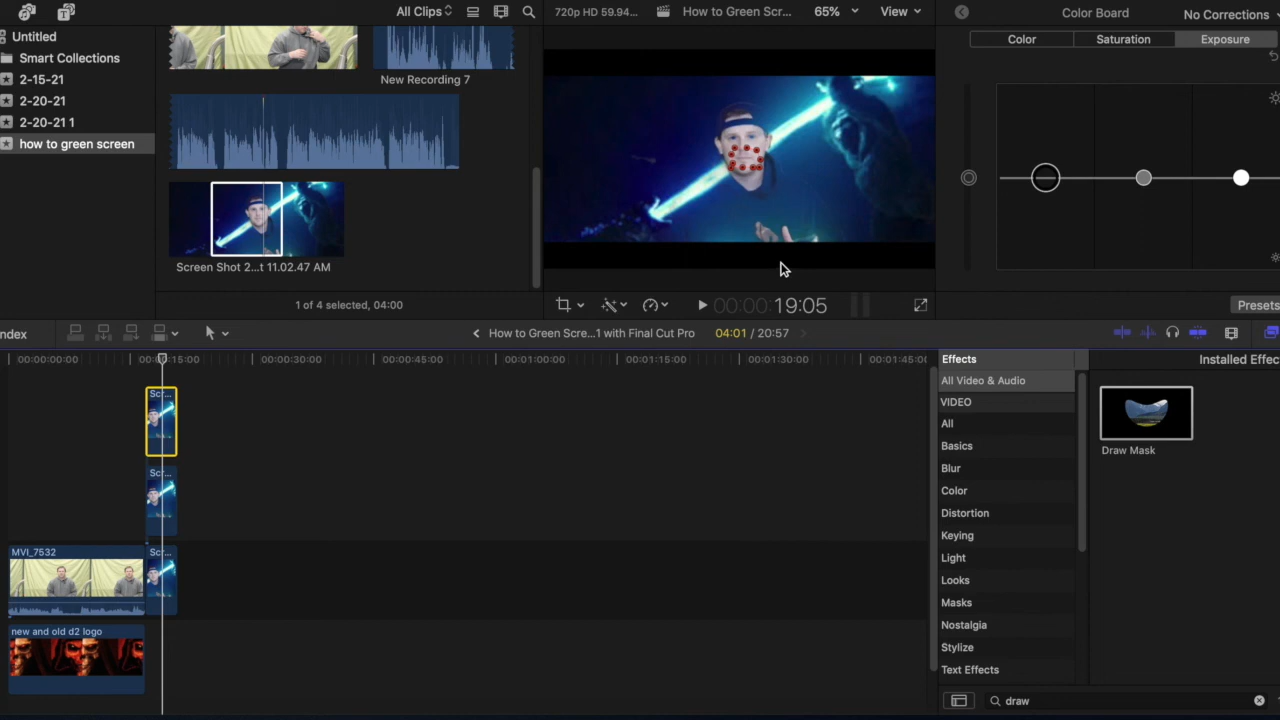 All Clips
720p HD 59.94...
How to Green Scr...
65%
View
Color Board
No Corrections
Untitled
Smart Collections
2-15-21
2-20-21
2-20-21 1
how to green screen
New Recording 7
Screen Shot 2...t 11.02.47 AM
1 of 4 selected, 04:00
Color
Saturation
Exposure
00:00:19:05
Presets
ndex
How to Green Scre...1 with Final Cut Pro
04:01 / 20:57
00:00:00:00
00:00:15:00
00:00:30:00
00:00:45:00
00:01:00:00
00:01:15:00
00:01:30:00
00:01:45:0
Effects
Installed Effec
All Video & Audio
VIDEO
All
Basics
Blur
Color
Distortion
Keying
Light
Looks
Masks
Nostalgia
Stylize
Text Effects
Draw Mask
Scr...
Scr...
MVI_7532
Scr...
new and old d2 logo
draw